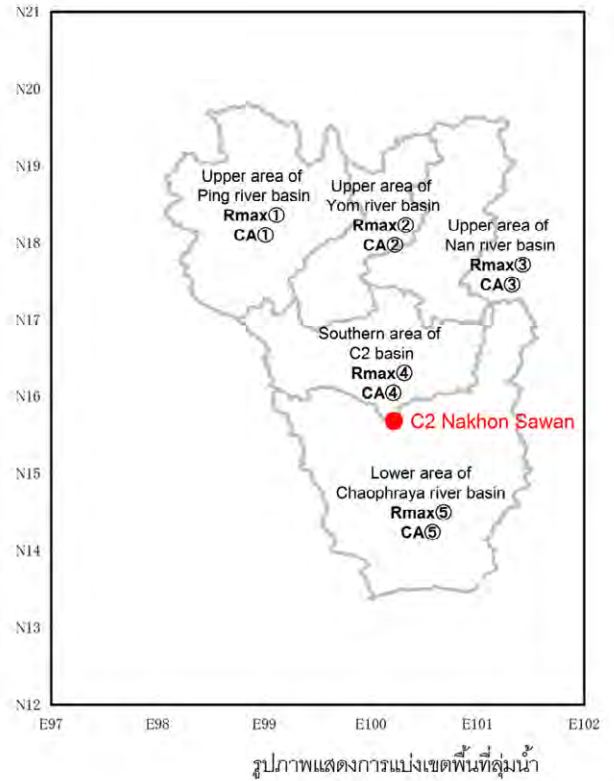 N21
N20
N19
N18
N17
N16
N15
N14
N13
N12
E97
E98
E99
E100
E101
E102
Upper area of
Ping river basin
Rmax①
CA①
Upper area of
Yom river basin
Rmax②
CA②
Upper area of
Nan river basin
Rmax③
CA③
Southern area of
C2 basin
Rmax④
CA④
C2 Nakhon Sawan
Lower area of
Chaophraya river basin
Rmax⑤
CA⑤
รูปภาพแสดงการแบ่งเขตพื้นที่ลุ่มน้ำ